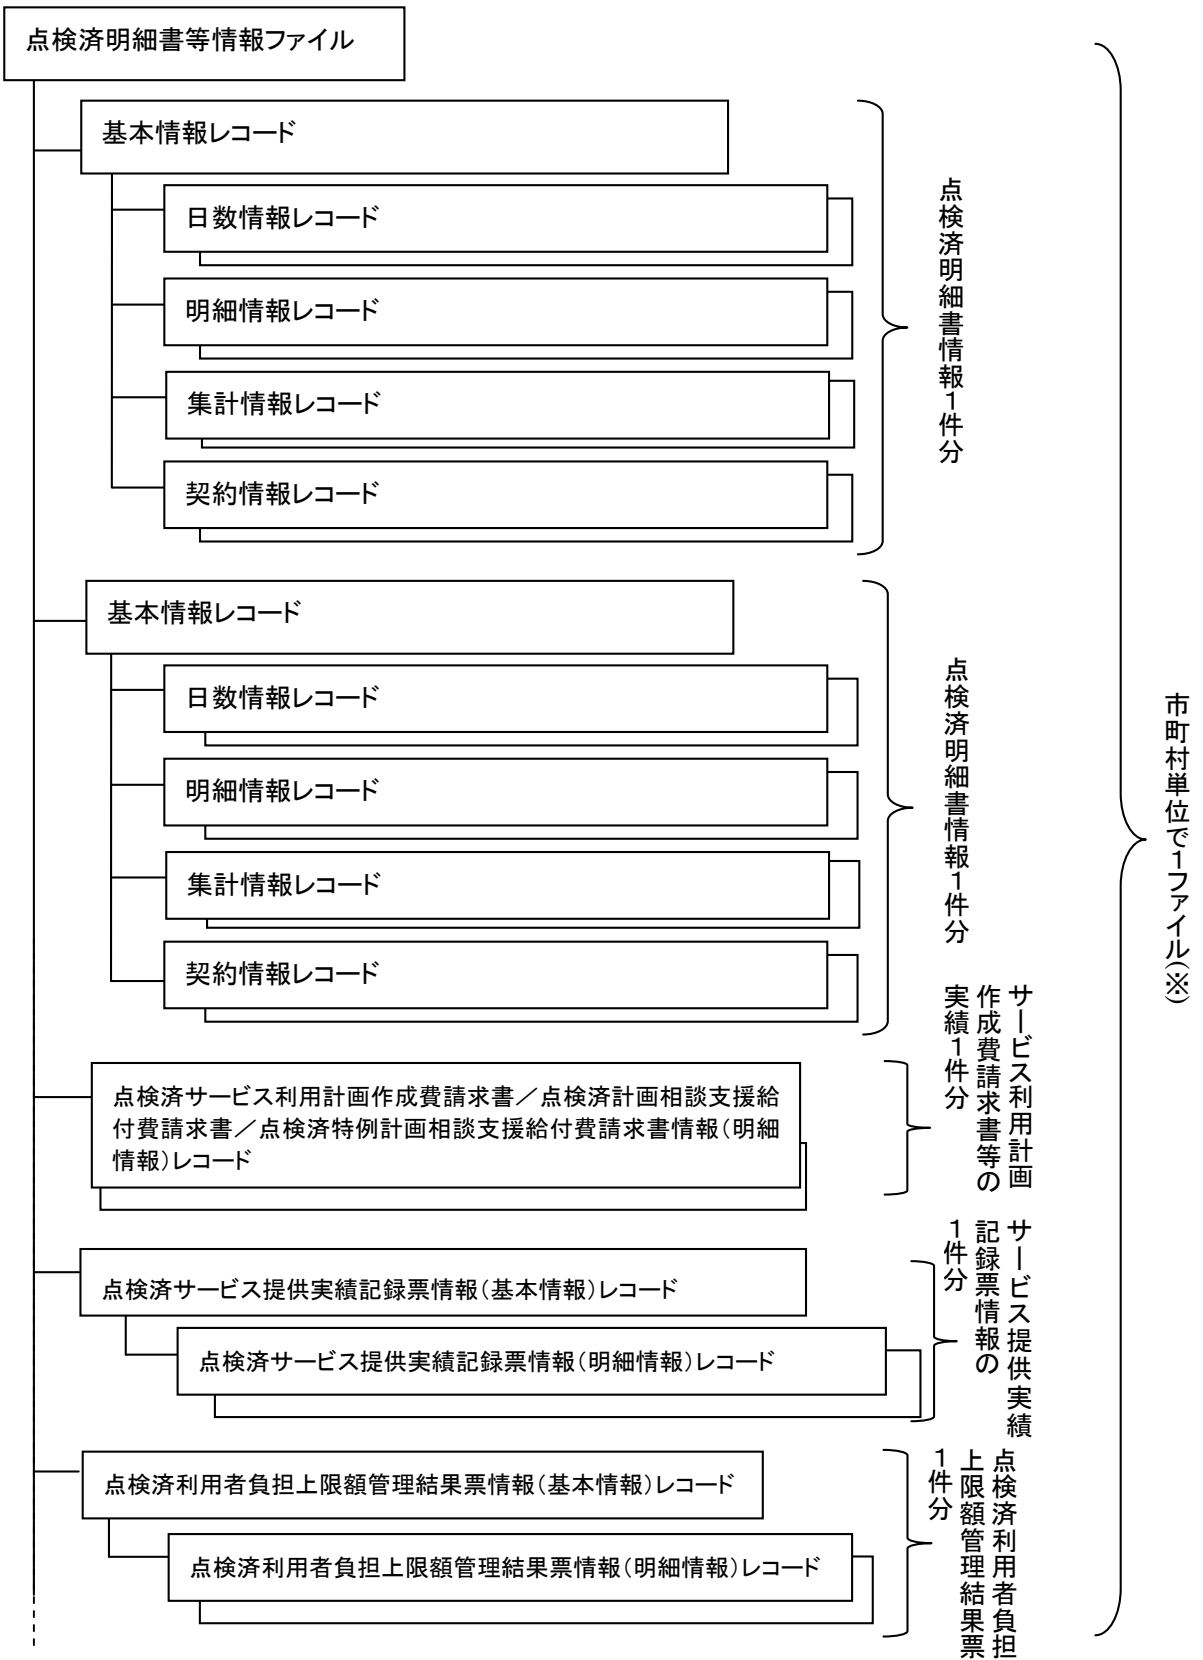 点検済明細書等情報ファイル
基本情報レコード
日数情報レコード
明細情報レコード
集計情報レコード
契約情報レコード
点検済明細書情報1件分
基本情報レコード
日数情報レコード
明細情報レコード
集計情報レコード
契約情報レコード
点検済明細書情報1件分
点検済サービス利用計画作成費請求書／点検済計画相談支援給
付費請求書／点検済特例計画相談支援給付費請求書情報（明細
情報）レコード
サービス利用計画
作成費請求書等の
実績1件分
点検済サービス提供実績記録票情報（基本情報）レコード
点検済サービス提供実績記録票情報（明細情報）レコード
サービス提供実績
記録票情報の
1件分
点検済利用者負担上限額管理結果票情報（基本情報）レコード
点検済利用者負担上限額管理結果票情報（明細情報）レコード
点検済利用者負担
上限額管理結果票
1件分
市町村単位で1ファイル(※)